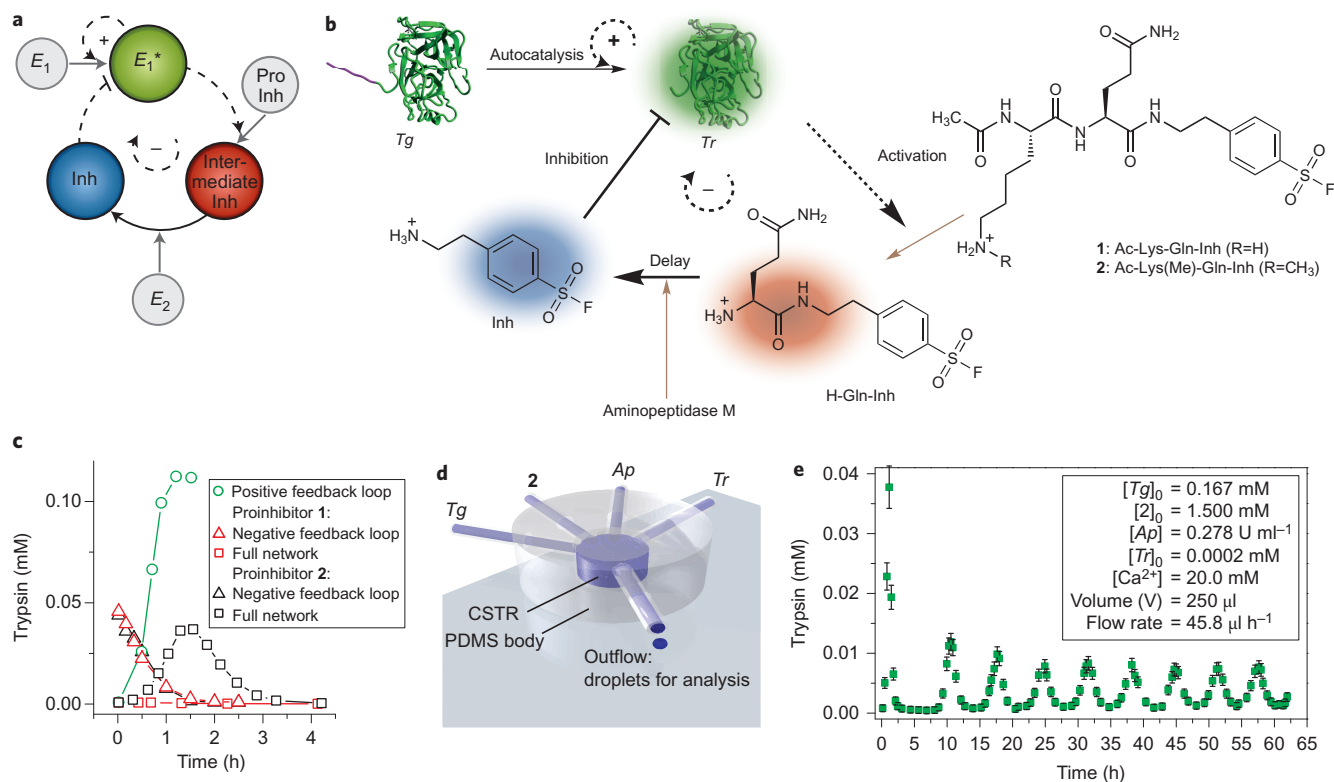 a
E1
+
E1*
Pro
Inh
–
Inh
Inter-
mediate
Inh
E2
b
Tg
Autocatalysis
+
Tr
Inhibition
–
Activation
O
NH2
H3C
N
H
O
H
N
O
H
N
O
S
O
F
NH2
+
R
1: Ac-Lys-Gln-Inh (R=H)
2: Ac-Lys(Me)-Gln-Inh (R=CH3)
H3N
+
O
S
O
F
Inh
Delay
Aminopeptidase M
O
NH2
H3N
+
O
H
N
O
S
O
F
H-Gln-Inh
c
Trypsin (mM)
0.10
0.05
0.00
0 1 2 3 4
Time (h)
Positive feedback loop
Proinhibitor 1:
Negative feedback loop
Full network
Proinhibitor 2:
Negative feedback loop
Full network
d
Tg
2
Ap
Tr
CSTR
PDMS body
Outflow:
droplets for analysis
e
Trypsin (mM)
0.04
0.03
0.02
0.01
0.00
0 5 10 15 20 25 30 35 40 45 50 55 60 65
Time (h)
[Tg]0 = 0.167 mM
[2]0 = 1.500 mM
[Ap] = 0.278 U ml–1
[Tr]0 = 0.0002 mM
[Ca2+] = 20.0 mM
Volume (V) = 250 µl
Flow rate = 45.8 µl h–1